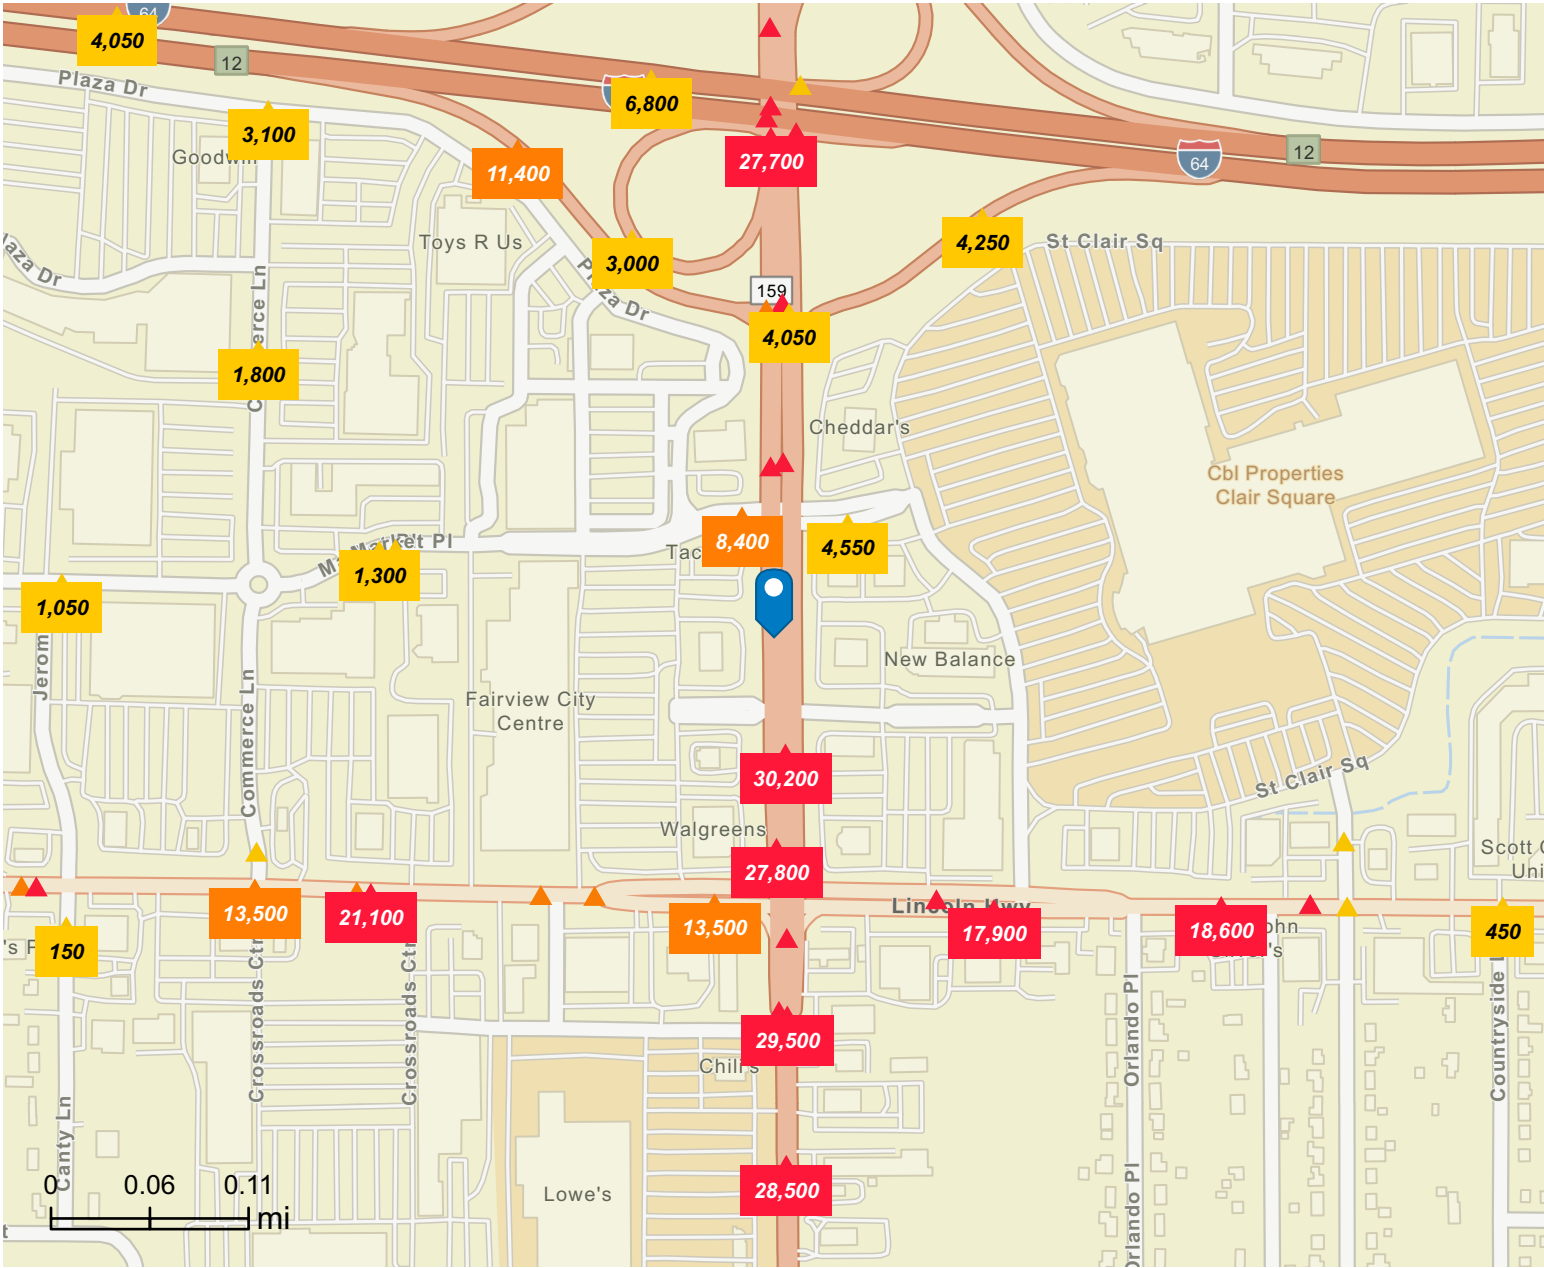 64
4,050
12
Plaza Dr
6,800
3,100
Goodwill
27,700
11,400
12
64
Toys R Us
3,000
4,250
St Clair Sq
Plaza Dr
Plaza Dr
159
4,050
1,800
Commerce Ln
Cheddar's
Cbl Properties
Clair Square
8,400
4,550
Market Pl
1,300
1,050
Jerom
New Balance
Fairview City
Centre
Commerce Ln
30,200
St Clair Sq
Walgreens
27,800
Scott
Uni
13,500
21,100
13,500
Lincoln Hwy
17,900
18,600
450
150
29,500
Chili's
Crossroads Ctr
Crossroads Ctr
Orlando Pl
Countryside
Canty Ln
28,500
Lowe's
Orlando Pl
0 0.06 0.11
mi